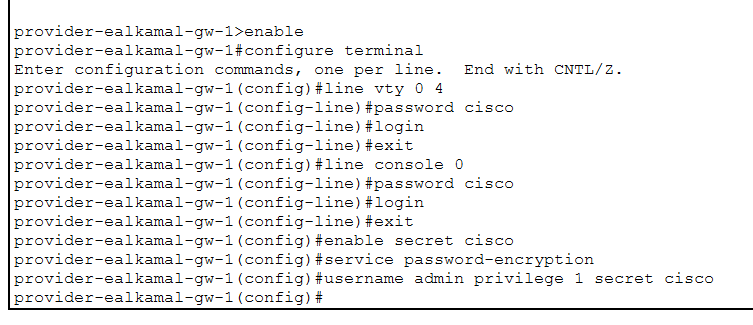 provider-ealkamal-gw-1>enable
provider-ealkamal-gw-1#configure terminal
Enter configuration commands, one per line.  End with CNTL/Z.
provider-ealkamal-gw-1(config)#line vty 0 4
provider-ealkamal-gw-1(config-line)#password cisco
provider-ealkamal-gw-1(config-line)#login
provider-ealkamal-gw-1(config-line)#exit
provider-ealkamal-gw-1(config)#line console 0
provider-ealkamal-gw-1(config-line)#password cisco
provider-ealkamal-gw-1(config-line)#login
provider-ealkamal-gw-1(config-line)#exit
provider-ealkamal-gw-1(config)#enable secret cisco
provider-ealkamal-gw-1(config)#service password-encryption
provider-ealkamal-gw-1(config)#username admin privilege 1 secret cisco
provider-ealkamal-gw-1(config)#